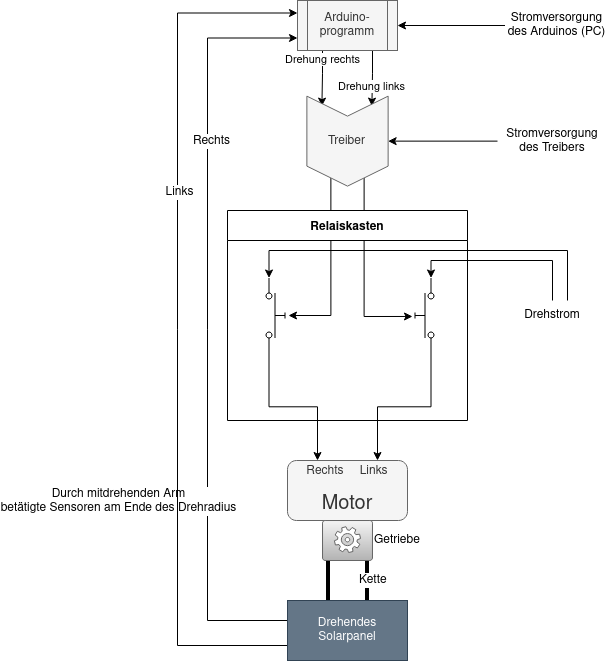 Arduino-
programm
Stromversorgung
des Arduinos (PC)
Drehung rechts
Drehung links
Treiber
Stromversorgung
des Treibers
Rechts
Links
Relaiskasten
Drehstrom
Rechts
Links
Motor
Durch mitdrehenden Arm
betätigte Sensoren am Ende des Drehradius
Getriebe
Kette
Drehendes
Solarpanel